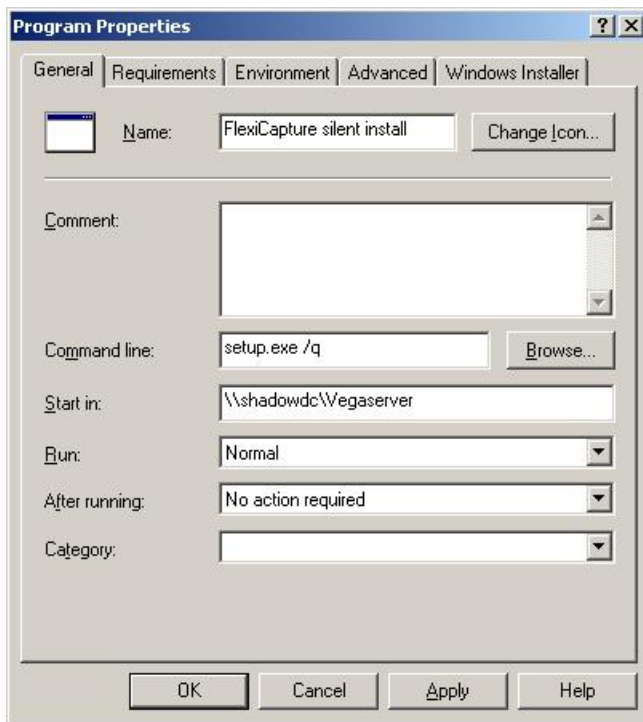 Program Properties ? X
General Requirements Environment Advanced Windows Installer
Name: FlexiCapture silent install Change Icon...
Comment:
Command line: setup.exe /q Browse...
Start in: \\shadowdc\Vegaserver
Run: Normal
After running: No action required
Category:
OK Cancel Apply Help